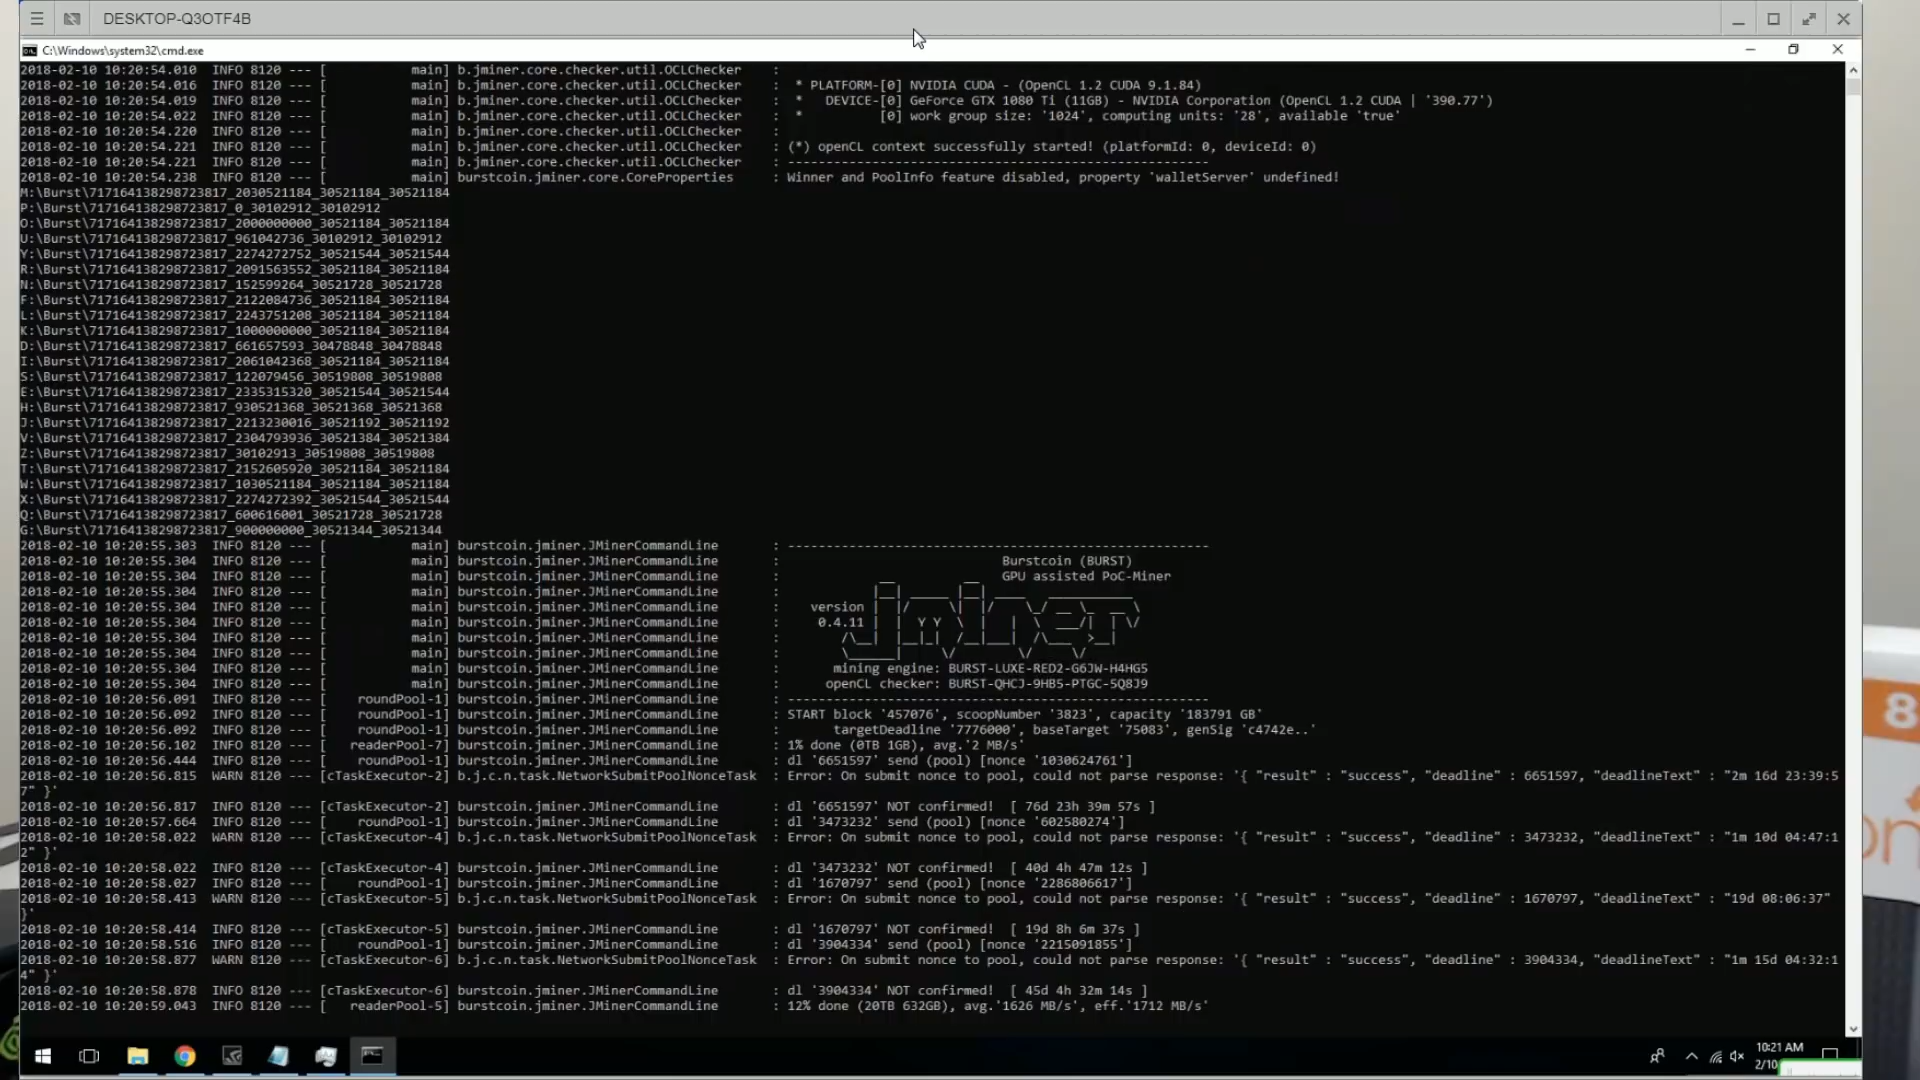 DESKTOP-Q3OTF4B
C:\Windows\system32\cmd.exe
2018-02-10 10:20:54.010  INFO 8120 --- [           main] b.jminer.core.checker.util.OCLChecker    :
2018-02-10 10:20:54.016  INFO 8120 --- [           main] b.jminer.core.checker.util.OCLChecker    :  * PLATFORM-[0] NVIDIA CUDA - (OpenCL 1.2 CUDA 9.1.84)
2018-02-10 10:20:54.019  INFO 8120 --- [           main] b.jminer.core.checker.util.OCLChecker    :  *   DEVICE-[0] GeForce GTX 1080 Ti (11GB) - NVIDIA Corporation (OpenCL 1.2 CUDA | '390.77')
2018-02-10 10:20:54.022  INFO 8120 --- [           main] b.jminer.core.checker.util.OCLChecker    :  *          [0] work group size: '1024', computing units: '28', available 'true'
2018-02-10 10:20:54.220  INFO 8120 --- [           main] b.jminer.core.checker.util.OCLChecker    :
2018-02-10 10:20:54.221  INFO 8120 --- [           main] b.jminer.core.checker.util.OCLChecker    : (*) openCL context successfully started! (platformId: 0, deviceId: 0)
2018-02-10 10:20:54.221  INFO 8120 --- [           main] b.jminer.core.checker.util.OCLChecker    : -------------------------------------------------------
2018-02-10 10:20:54.238  INFO 8120 --- [           main] burstcoin.jminer.core.CoreProperties     : Winner and PoolInfo feature disabled, property 'walletServer' undefined!
M:\Burst\717164138298723817_2030521184_30521184_30521184
P:\Burst\717164138298723817_0_30102912_30102912
O:\Burst\717164138298723817_2000000000_30521184_30521184
U:\Burst\717164138298723817_961042736_30102912_30102912
Y:\Burst\717164138298723817_2274272752_30521544_30521544
R:\Burst\717164138298723817_2091563552_30521184_30521184
N:\Burst\717164138298723817_152599264_30521728_30521728
F:\Burst\717164138298723817_2122084736_30521184_30521184
L:\Burst\717164138298723817_2243751208_30521184_30521184
K:\Burst\717164138298723817_1000000000_30521184_30521184
D:\Burst\717164138298723817_661657593_30478848_30478848
I:\Burst\717164138298723817_2061042368_30521184_30521184
S:\Burst\717164138298723817_122079456_30519808_30519808
E:\Burst\717164138298723817_2335315320_30521544_30521544
H:\Burst\717164138298723817_930521368_30521368_30521368
J:\Burst\717164138298723817_2213230016_30521192_30521192
V:\Burst\717164138298723817_2304793936_30521384_30521384
Z:\Burst\717164138298723817_30102913_30519808_30519808
T:\Burst\717164138298723817_2152605920_30521184_30521184
W:\Burst\717164138298723817_1030521184_30521184_30521184
X:\Burst\717164138298723817_2274272392_30521544_30521544
Q:\Burst\717164138298723817_600616001_30521728_30521728
G:\Burst\717164138298723817_900000000_30521344_30521344
2018-02-10 10:20:55.303  INFO 8120 --- [           main] burstcoin.jminer.JMinerCommandLine       : -------------------------------------------------------
2018-02-10 10:20:55.304  INFO 8120 --- [           main] burstcoin.jminer.JMinerCommandLine       :                             Burstcoin (BURST)
2018-02-10 10:20:55.304  INFO 8120 --- [           main] burstcoin.jminer.JMinerCommandLine       :                             GPU assisted PoC-Miner
2018-02-10 10:20:55.304  INFO 8120 --- [           main] burstcoin.jminer.JMinerCommandLine       :
2018-02-10 10:20:55.304  INFO 8120 --- [           main] burstcoin.jminer.JMinerCommandLine       :    version
2018-02-10 10:20:55.304  INFO 8120 --- [           main] burstcoin.jminer.JMinerCommandLine       :     0.4.11
2018-02-10 10:20:55.304  INFO 8120 --- [           main] burstcoin.jminer.JMinerCommandLine       :
2018-02-10 10:20:55.304  INFO 8120 --- [           main] burstcoin.jminer.JMinerCommandLine       :
2018-02-10 10:20:55.304  INFO 8120 --- [           main] burstcoin.jminer.JMinerCommandLine       :       mining engine: BURST-LUXE-RED2-G6JW-H4HG5
2018-02-10 10:20:55.304  INFO 8120 --- [           main] burstcoin.jminer.JMinerCommandLine       :      openCL checker: BURST-QHCJ-9HB5-PTGC-5Q8J9
2018-02-10 10:20:56.091  INFO 8120 --- [    roundPool-1] burstcoin.jminer.JMinerCommandLine       : -------------------------------------------------------
2018-02-10 10:20:56.092  INFO 8120 --- [    roundPool-1] burstcoin.jminer.JMinerCommandLine       : START block '457076', scoopNumber '3823', capacity '183791 GB'
2018-02-10 10:20:56.092  INFO 8120 --- [    roundPool-1] burstcoin.jminer.JMinerCommandLine       :       targetDeadline '7776000', baseTarget '75083', genSig 'c4742e..'
2018-02-10 10:20:56.102  INFO 8120 --- [   readerPool-7] burstcoin.jminer.JMinerCommandLine       : 1% done (0TB 1GB), avg.'2 MB/s'
2018-02-10 10:20:56.444  INFO 8120 --- [    roundPool-1] burstcoin.jminer.JMinerCommandLine       : dl '6651597' send (pool) [nonce '1030624761']
2018-02-10 10:20:56.815  WARN 8120 --- [cTaskExecutor-2] b.j.c.n.task.NetworkSubmitPoolNonceTask  : Error: On submit nonce to pool, could not parse response: '{ "result" : "success", "deadline" : 6651597, "deadlineText" : "2m 16d 23:39:5
7" }'
2018-02-10 10:20:56.817  INFO 8120 --- [cTaskExecutor-2] burstcoin.jminer.JMinerCommandLine       : dl '6651597' NOT confirmed!  [ 76d 23h 39m 57s ]
2018-02-10 10:20:57.664  INFO 8120 --- [    roundPool-1] burstcoin.jminer.JMinerCommandLine       : dl '3473232' send (pool) [nonce '602580274']
2018-02-10 10:20:58.022  WARN 8120 --- [cTaskExecutor-4] b.j.c.n.task.NetworkSubmitPoolNonceTask  : Error: On submit nonce to pool, could not parse response: '{ "result" : "success", "deadline" : 3473232, "deadlineText" : "1m 10d 04:47:1
2" }'
2018-02-10 10:20:58.022  INFO 8120 --- [cTaskExecutor-4] burstcoin.jminer.JMinerCommandLine       : dl '3473232' NOT confirmed!  [ 40d 4h 47m 12s ]
2018-02-10 10:20:58.027  INFO 8120 --- [    roundPool-1] burstcoin.jminer.JMinerCommandLine       : dl '1670797' send (pool) [nonce '2286806617']
2018-02-10 10:20:58.413  WARN 8120 --- [cTaskExecutor-5] b.j.c.n.task.NetworkSubmitPoolNonceTask  : Error: On submit nonce to pool, could not parse response: '{ "result" : "success", "deadline" : 1670797, "deadlineText" : "19d 08:06:37"
}'
2018-02-10 10:20:58.414  INFO 8120 --- [cTaskExecutor-5] burstcoin.jminer.JMinerCommandLine       : dl '1670797' NOT confirmed!  [ 19d 8h 6m 37s ]
2018-02-10 10:20:58.516  INFO 8120 --- [    roundPool-1] burstcoin.jminer.JMinerCommandLine       : dl '3904334' send (pool) [nonce '2215091855']
2018-02-10 10:20:58.877  WARN 8120 --- [cTaskExecutor-6] b.j.c.n.task.NetworkSubmitPoolNonceTask  : Error: On submit nonce to pool, could not parse response: '{ "result" : "success", "deadline" : 3904334, "deadlineText" : "1m 15d 04:32:1
4" }'
2018-02-10 10:20:58.878  INFO 8120 --- [cTaskExecutor-6] burstcoin.jminer.JMinerCommandLine       : dl '3904334' NOT confirmed!  [ 45d 4h 32m 14s ]
2018-02-10 10:20:59.043  INFO 8120 --- [   readerPool-5] burstcoin.jminer.JMinerCommandLine       : 12% done (20TB 632GB), avg.'1626 MB/s', eff.'1712 MB/s'
10:21 AM
2/10
8